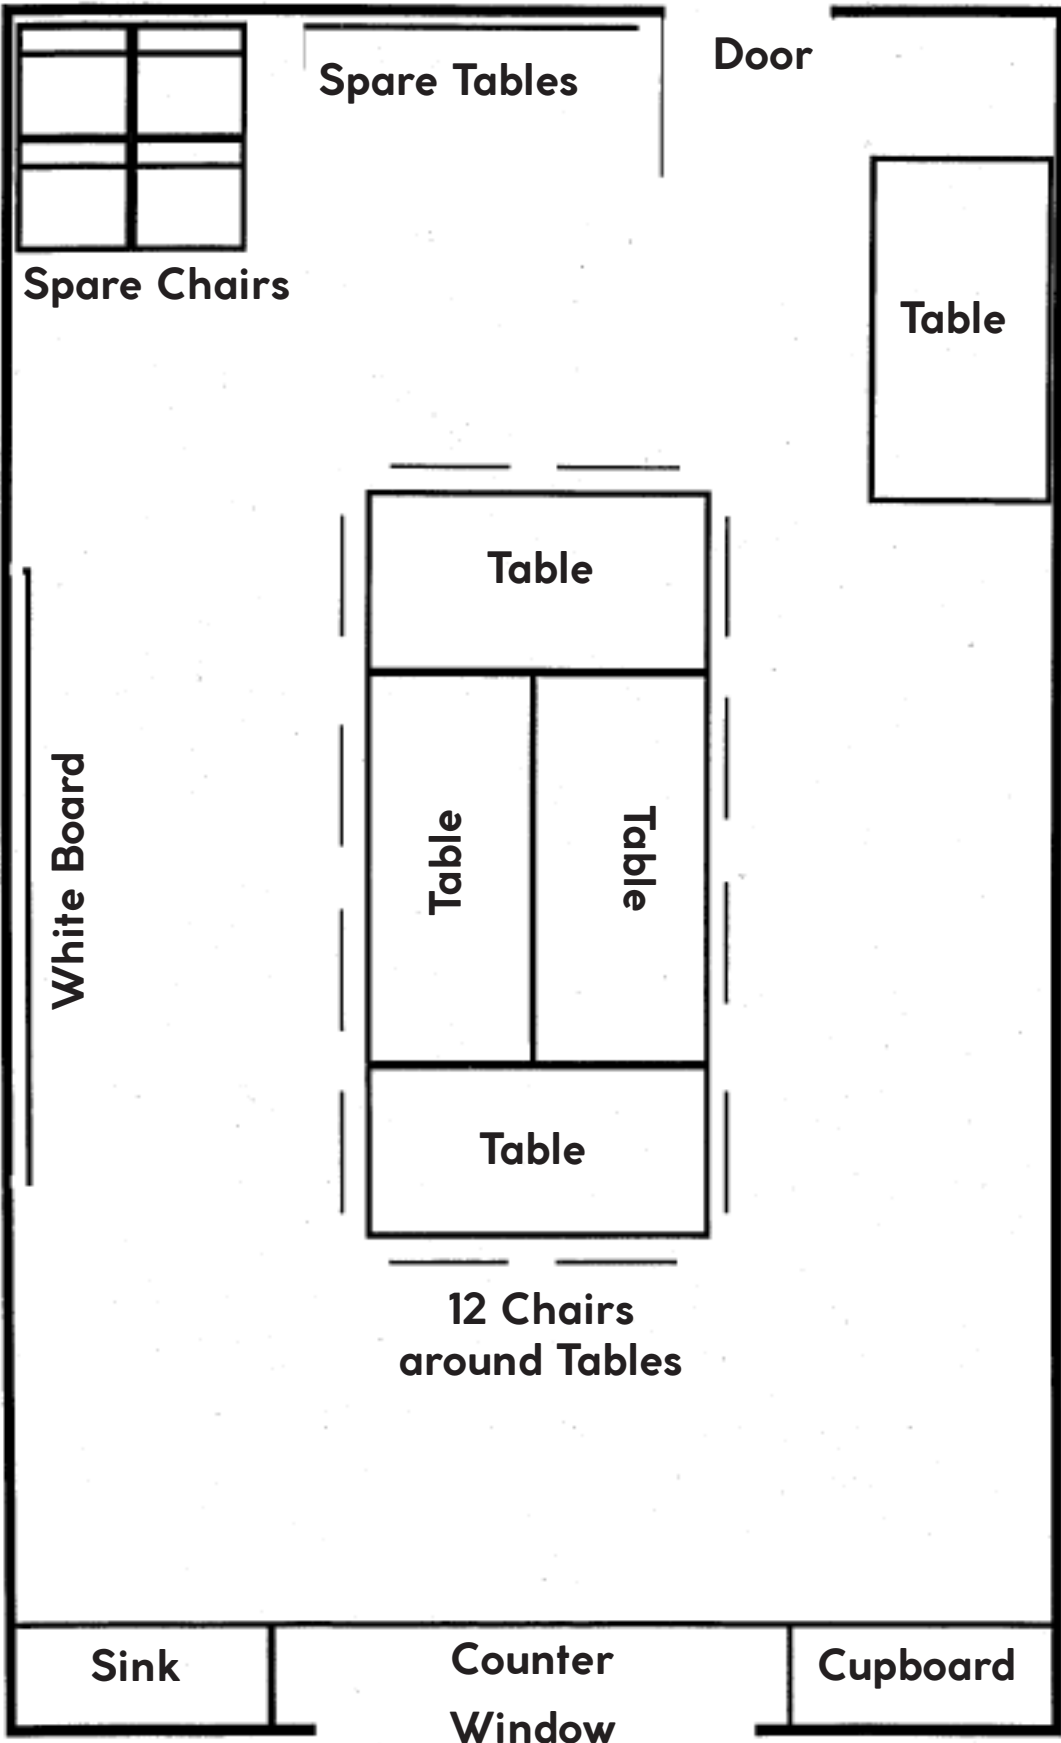 Door
Spare Tables
Spare Chairs
Table
Table
White Board
Table
Table
Table
12 Chairs
around Tables
Sink
Counter
Cupboard
Window